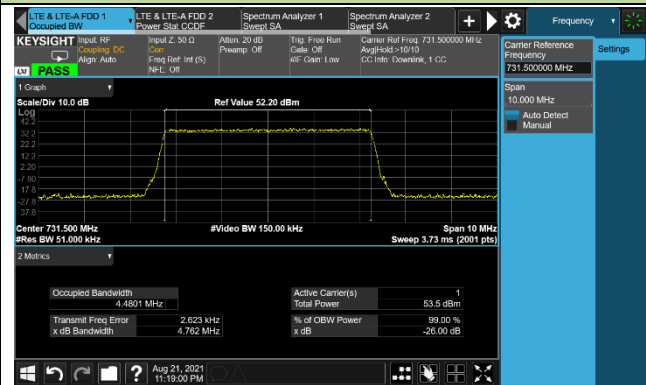 LTE & LTE-A FDD 1
Occupied BW
LTE & LTE-A FDD 2
Power Stat CCDF
Spectrum Analyzer 1
Swept SA
Spectrum Analyzer 2
Swept SA
Frequency
KEYSIGHT
Input: RF
Coupling: DC
Align: Auto
Input Z: 50 Ω
Corr
Freq Ref: Int (S)
NFE: Off
Atten: 20 dB
Preamp: Off
Trig: Free Run
Gate: Off
#IF Gain: Low
Carrier Ref Freq: 731.500000 MHz
Avg|Hold:>10/10
CC Info: Downlink, 1 CC
LXI
PASS
Carrier Reference
Frequency
731.500000 MHz
Settings
Span
10.000 MHz
Auto Detect
Manual
1 Graph
Scale/Div 10.0 dB
Ref Value 52.20 dBm
Log
42.2
32.2
22.2
12.2
2.20
-7.80
-17.8
-27.8
-37.8
Center 731.500 MHz
#Video BW 150.00 kHz
Span 10 MHz
#Res BW 51.000 kHz
Sweep 3.73 ms (2001 pts)
2 Metrics
Occupied Bandwidth
4.4801 MHz
Active Carrier(s)
1
Total Power
53.5 dBm
Transmit Freq Error
2.623 kHz
% of OBW Power
99.00 %
x dB Bandwidth
4.762 MHz
x dB
-26.00 dB
Aug 21, 2021
11:19:00 PM